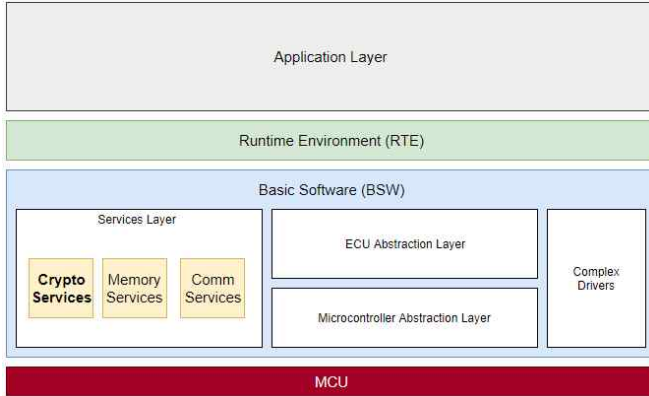 Application Layer
Runtime Environment (RTE)
Basic Software (BSW)
Services Layer
Crypto
Services
Memory
Services
Comm
Services
ECU Abstraction Layer
Microcontroller Abstraction Layer
Complex
Drivers
MCU